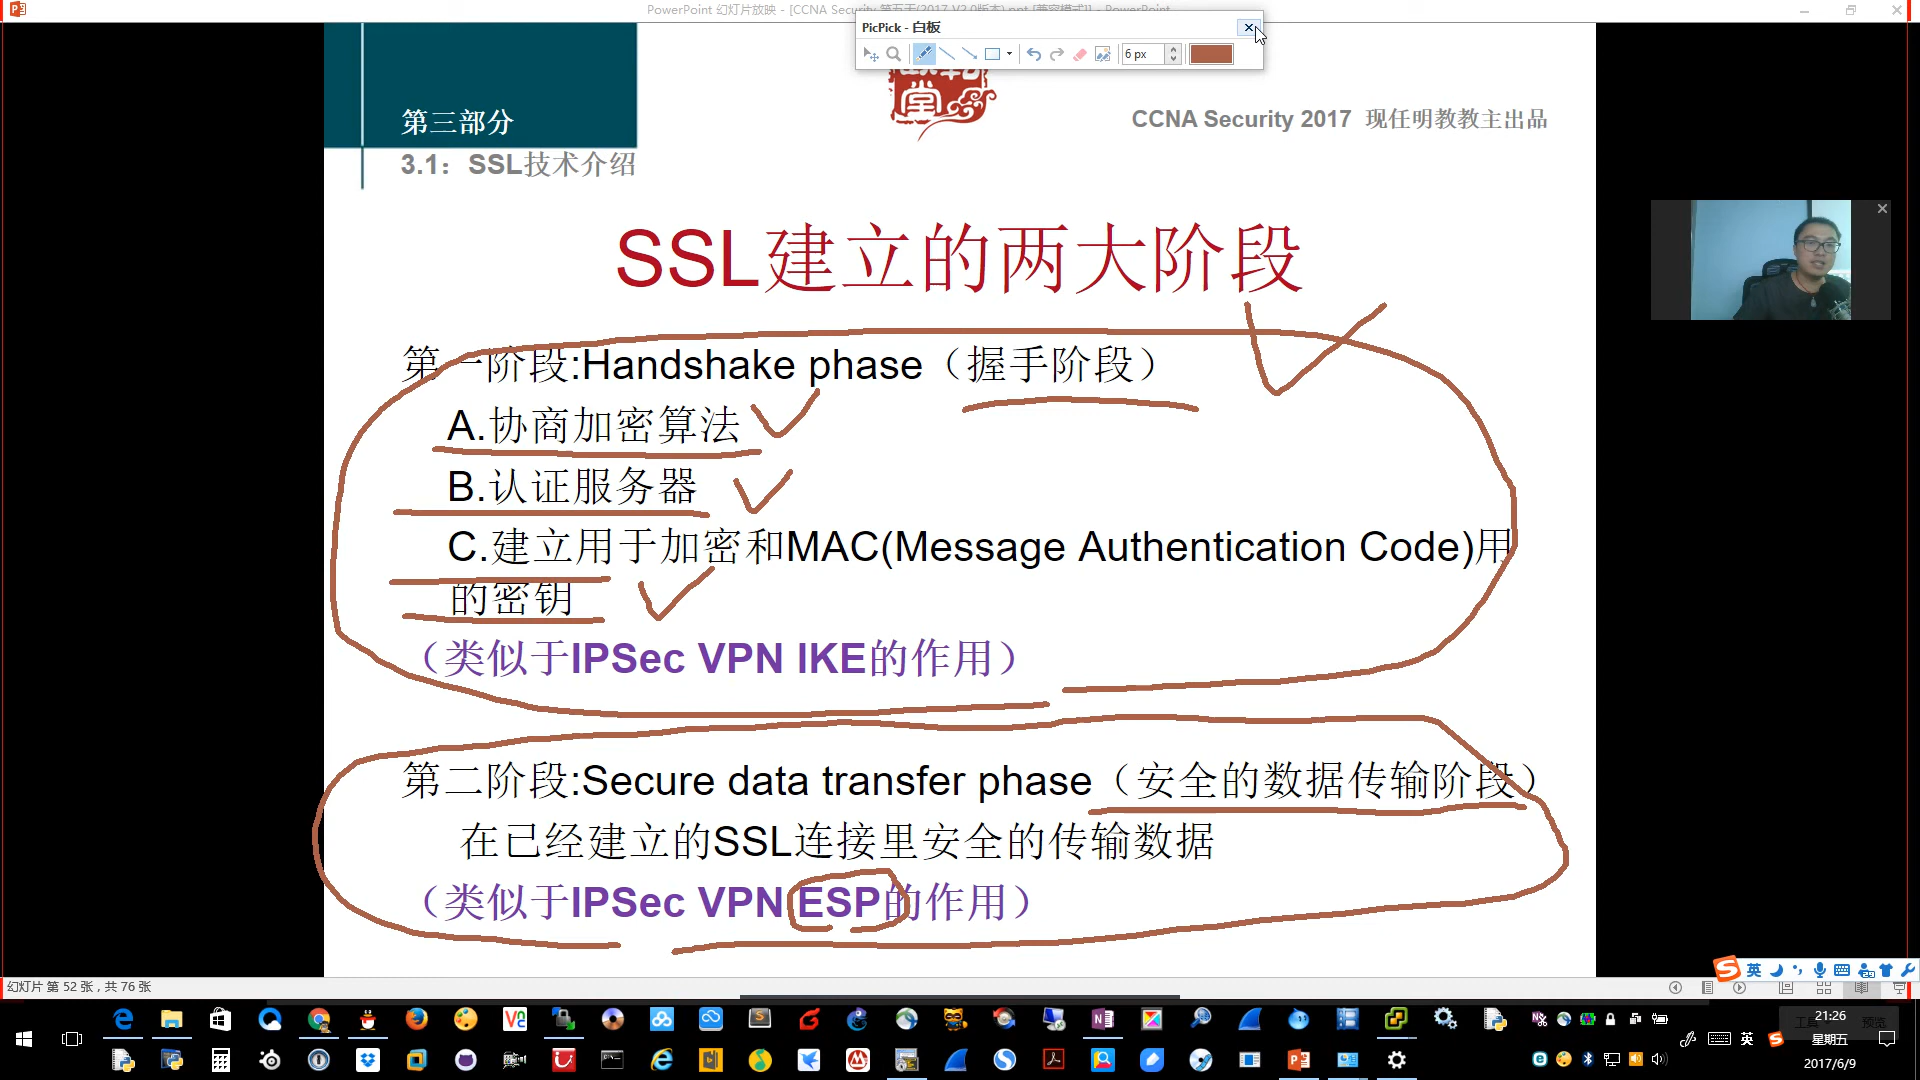 PowerPoint 幻灯片放映 - [CCNA Security 第五天(2017-V2.0版本).ppt [兼容模式]] - PowerPoint
PicPick - 白板
6 px
第三部分
CCNA Security 2017 现任明教教主出品
3.1：SSL技术介绍
SSL建立的两大阶段
第一阶段:Handshake phase（握手阶段）
A.协商加密算法
B.认证服务器
C.建立用于加密和MAC(Message Authentication Code)用
的密钥
（类似于IPSec VPN IKE的作用）
第二阶段:Secure data transfer phase（安全的数据传输阶段）
在已经建立的SSL连接里安全的传输数据
（类似于IPSec VPN ESP的作用）
英
幻灯片 第 52 张，共 76 张
21:26
英
星期五
2017/6/9